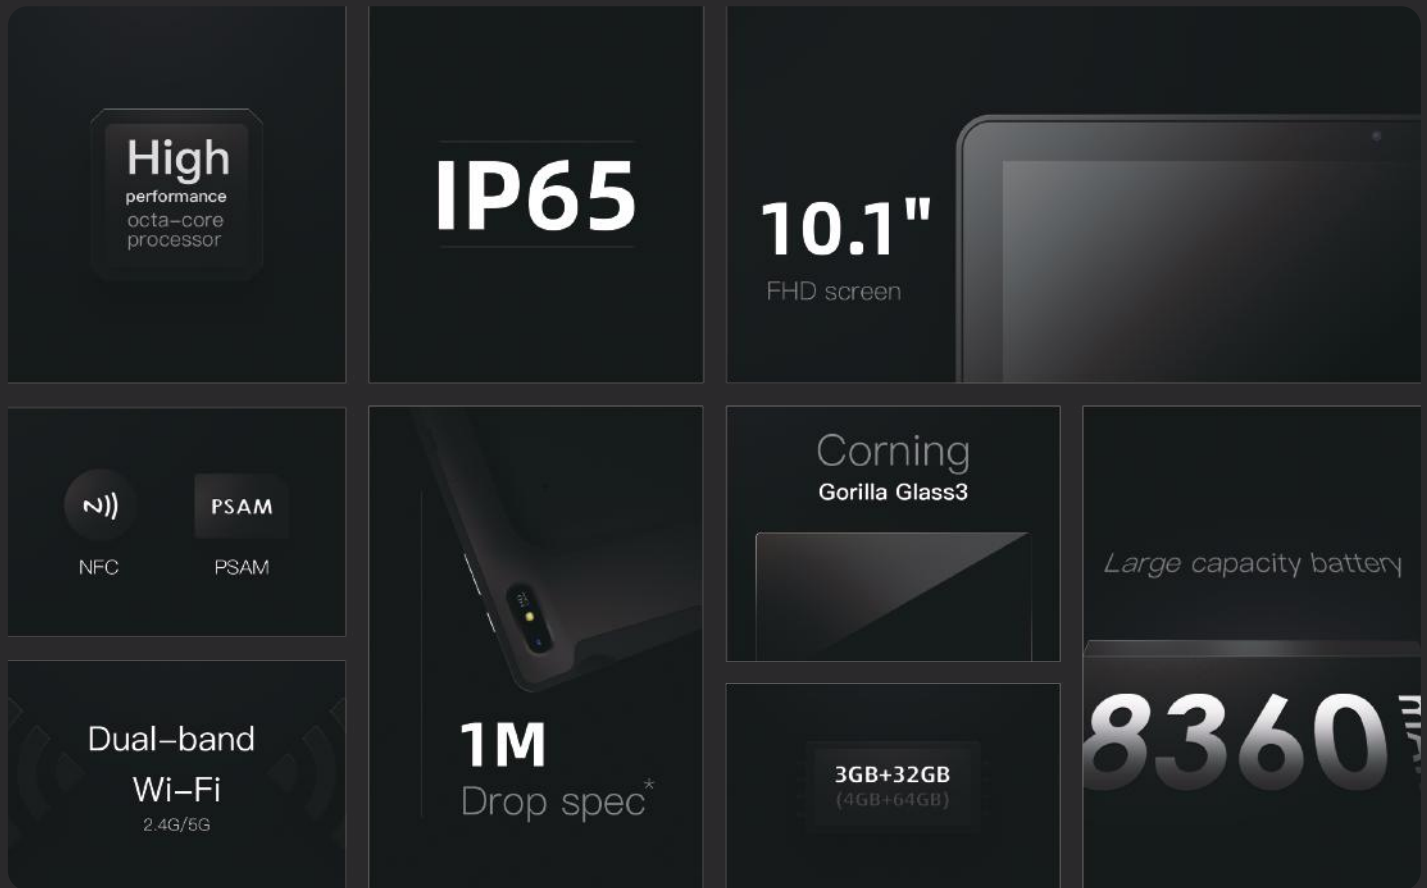 High
performance
octa-core
processor
IP65
10.1"
FHD screen
NFC
PSAM
PSAM
Dual-band
Wi-Fi
2.4G/5G
1M
Drop spec*
Corning
Gorilla Glass3
3GB+32GB
(4GB+64GB)
Large capacity battery
8360